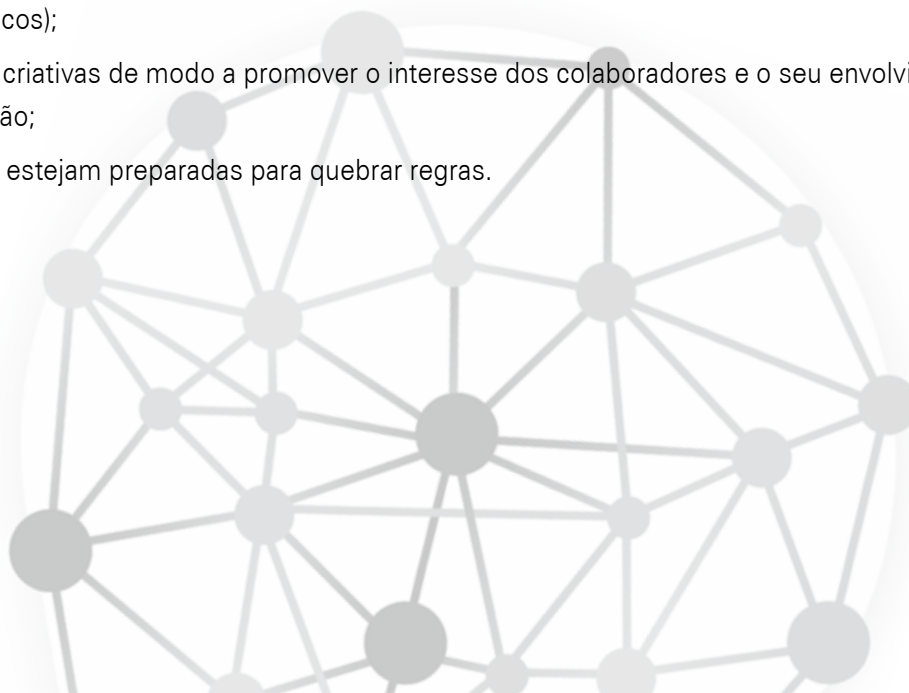 cos);
criativas de modo a promover o interesse dos colaboradores e o seu envolvi
ão;
estejam preparadas para quebrar regras.